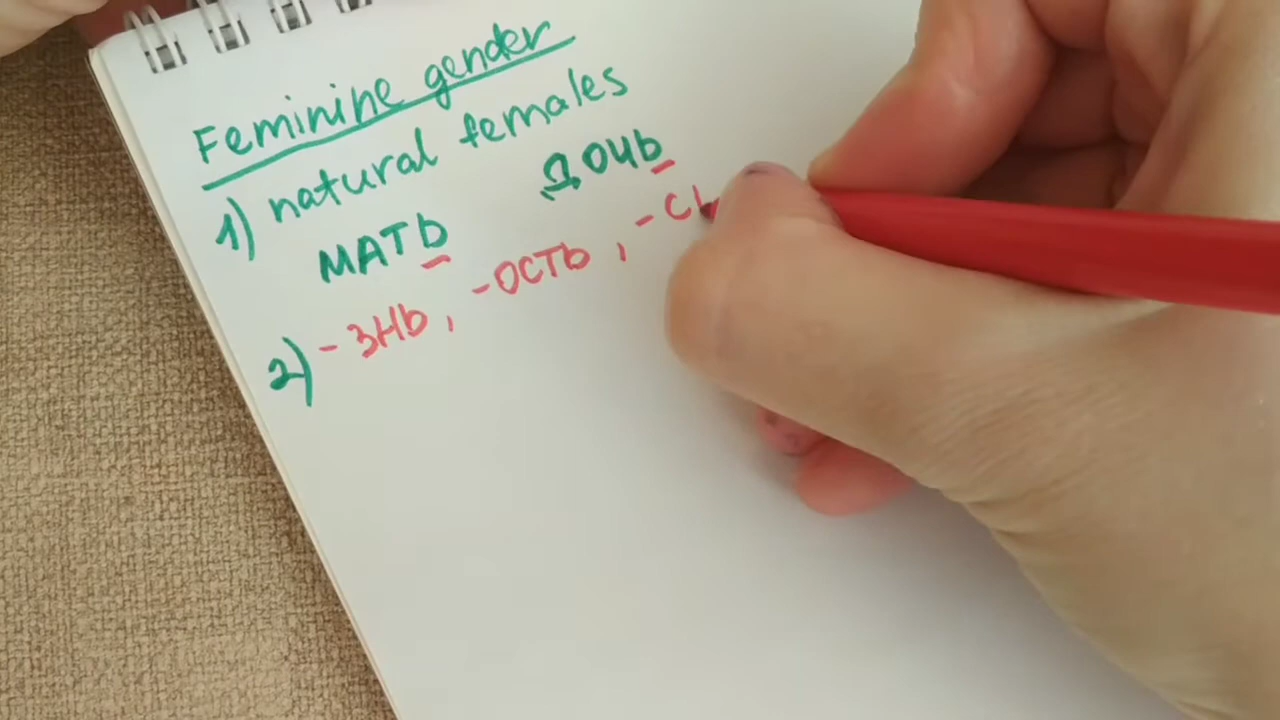 Feminine gender
1) natural females
МАТЬ ДОЧЬ
2) -ЗНЬ, -ОСТЬ, -С